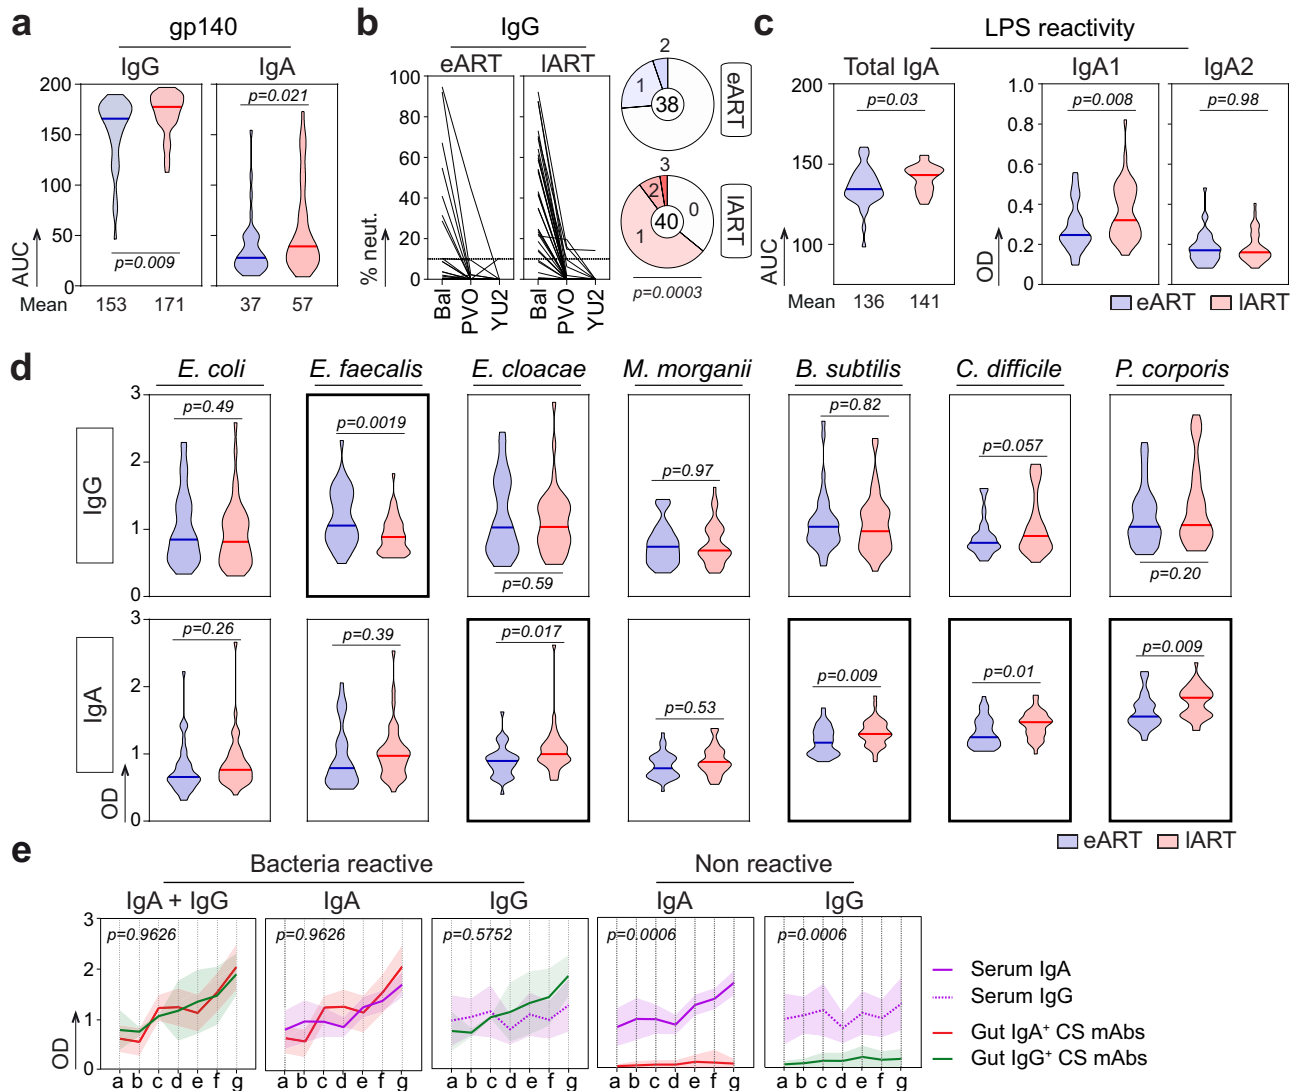 a
gp140
IgG
IgA
200
150
100
50
0
AUC
p=0.009
p=0.021
Mean
153
171
37
57
b
IgG
eART
lART
100
80
60
40
20
0
% neut.
Bal
PVO
YU2
Bal
PVO
YU2
2
1
38
eART
3
2
0
1
40
lART
p=0.0003
c
LPS reactivity
Total IgA
IgA1
IgA2
200
150
100
AUC
p=0.03
Mean
136
141
1.0
0.8
0.6
0.4
0.2
0.0
OD
p=0.008
p=0.98
eART
lART
d
E. coli
E. faecalis
E. cloacae
M. morganii
B. subtilis
C. difficile
P. corporis
IgG
3
2
1
0
p=0.49
p=0.0019
p=0.59
p=0.97
p=0.82
p=0.057
p=0.20
IgA
3
2
1
0
OD
p=0.26
p=0.39
p=0.017
p=0.53
p=0.009
p=0.01
p=0.009
eART
lART
e
Bacteria reactive
Non reactive
IgA + IgG
IgA
IgG
IgA
IgG
3
2
1
0
OD
p=0.9626
p=0.9626
p=0.5752
p=0.0006
p=0.0006
a b c d e f g
a b c d e f g
a b c d e f g
a b c d e f g
a b c d e f g
Serum IgA
Serum IgG
Gut IgA⁺ CS mAbs
Gut IgG⁺ CS mAbs